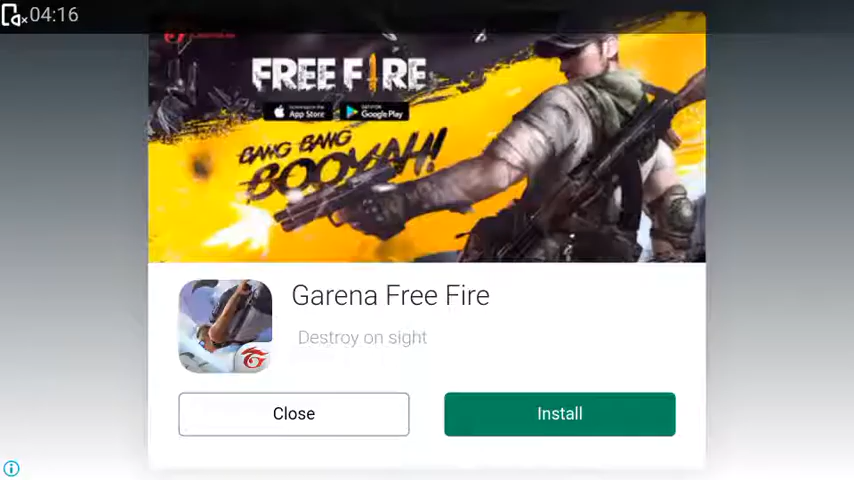 04:16
FREE FIRE
App Store
Google Play
BANG BANG
BOOYAH!
Garena Free Fire
Destroy on sight
Close
Install